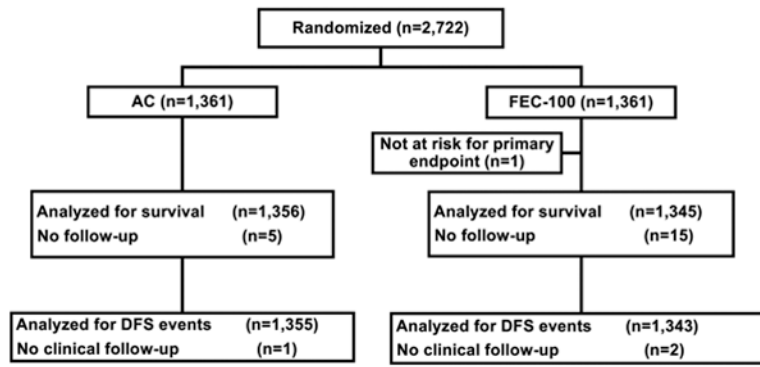 Randomized (n=2,722)
AC (n=1,361)
FEC-100 (n=1,361)
Not at risk for primary
endpoint (n=1)
Analyzed for survival (n=1,356)
No follow-up (n=5)
Analyzed for survival (n=1,345)
No follow-up (n=15)
Analyzed for DFS events (n=1,355)
No clinical follow-up (n=1)
Analyzed for DFS events (n=1,343)
No clinical follow-up (n=2)